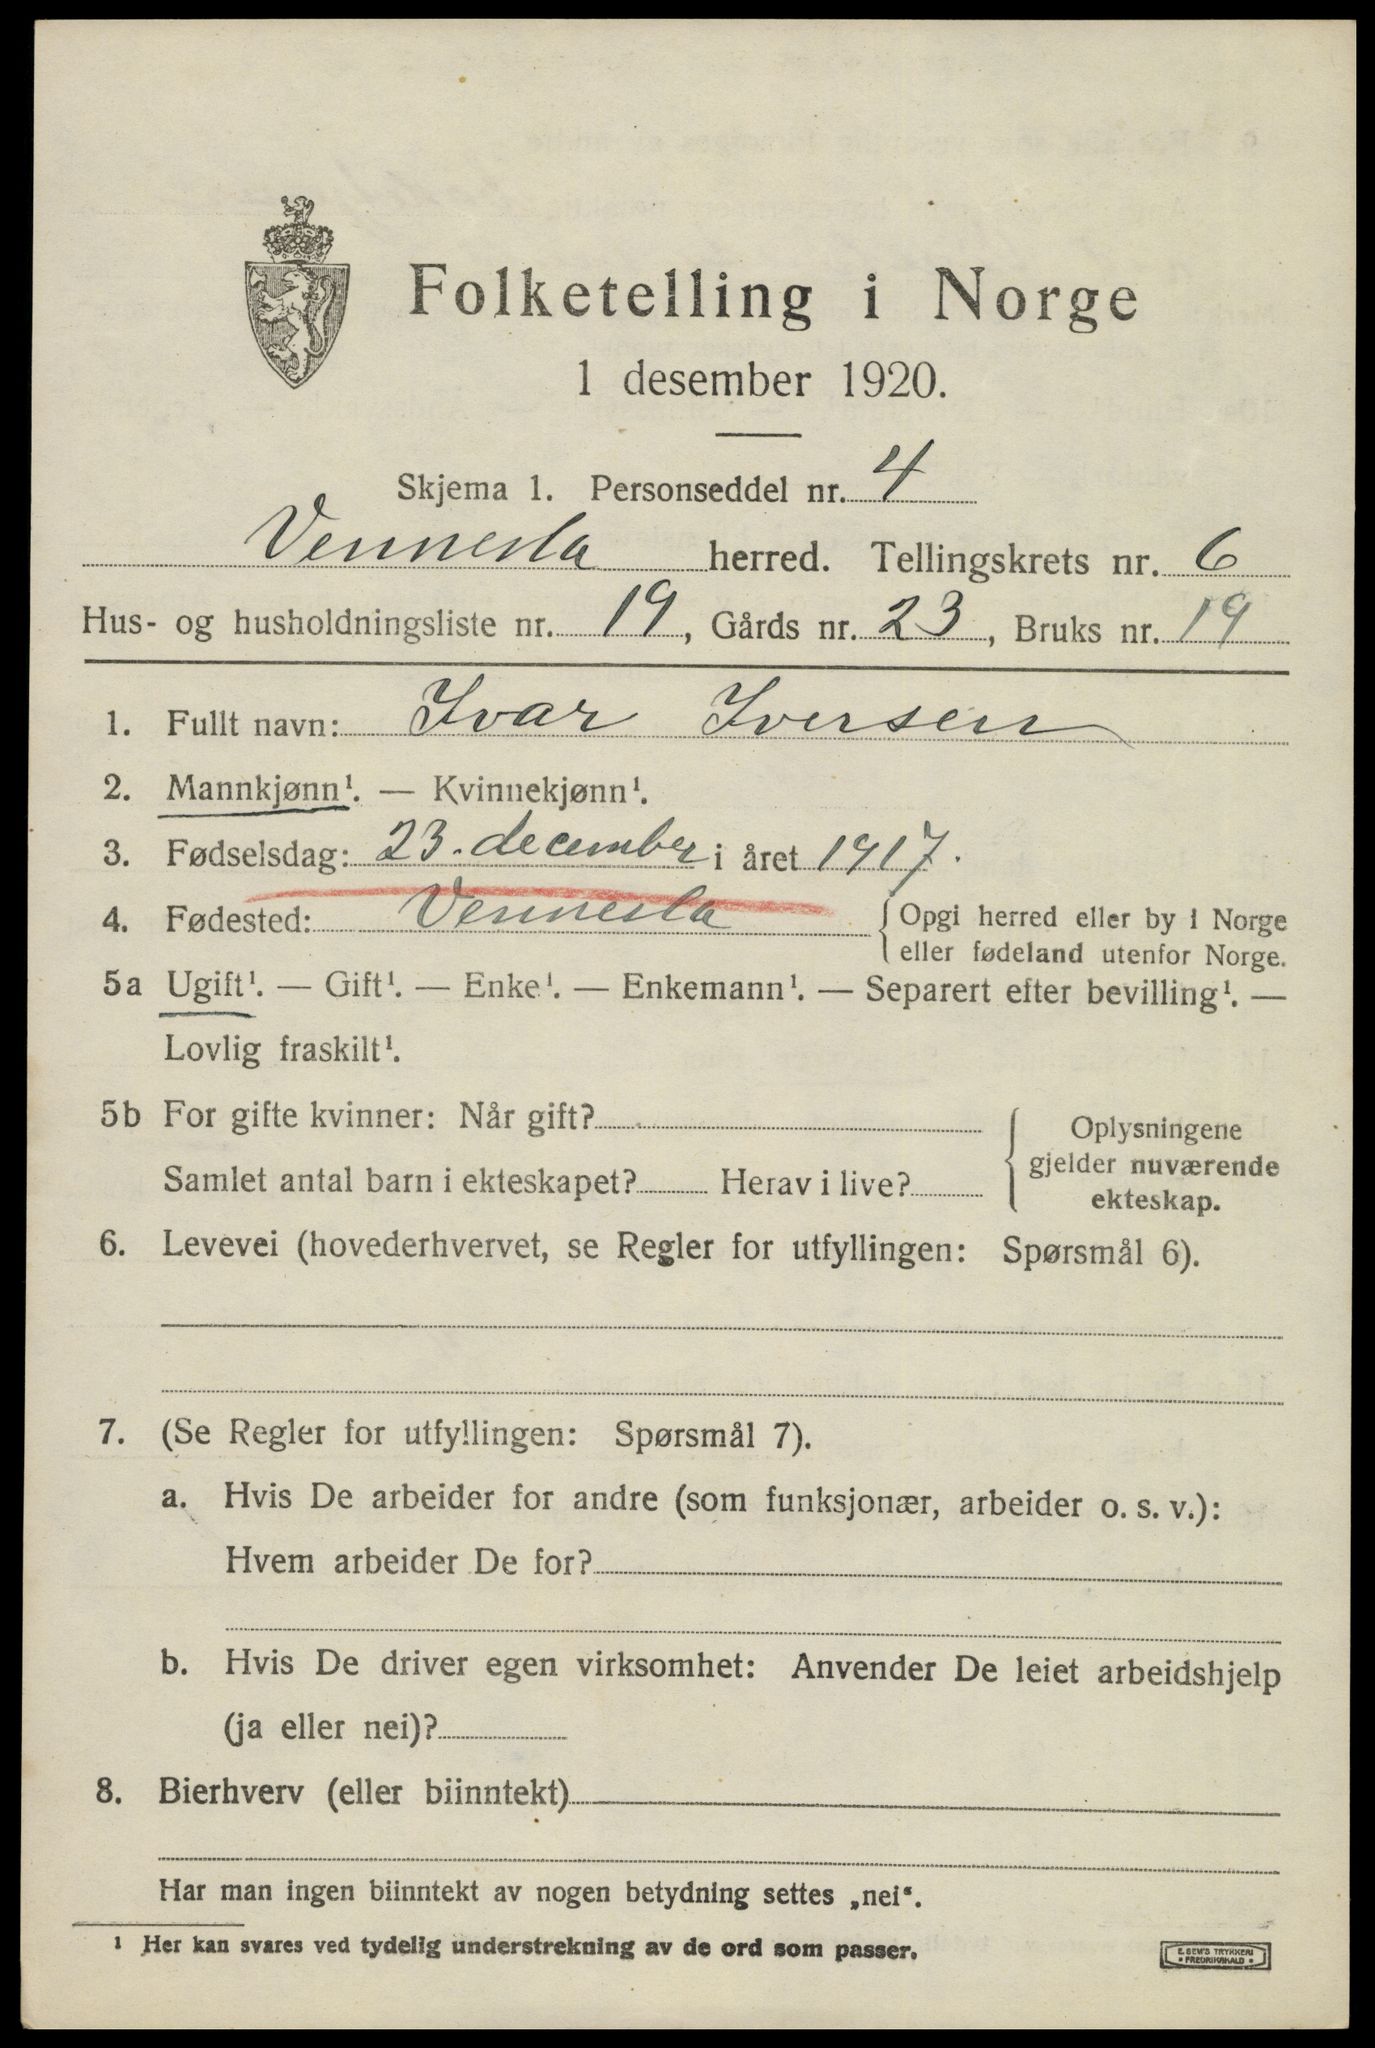 Folketelling i Norge
1 desember 1920.
Skjema 1. Personseddel nr. 4
Vennesla herred. Tellingskrets nr. 6
Hus- og husholdningsliste nr. 19, Gårds nr. 23, Bruks nr. 19
1. Fullt navn: Ivar Iversen
2. Mannkjønn¹. — Kvinnekjønn¹.
3. Fødselsdag: 23. december i året 1917.
4. Fødested: Vennesla { Opgi herred eller by i Norge
eller fødeland utenfor Norge.
5a Ugift¹. — Gift¹. — Enke¹. — Enkemann¹. — Separert efter bevilling¹. —
Lovlig fraskilt¹.
5b For gifte kvinner: Når gift?
Samlet antal barn i ekteskapet? Herav i live?
Oplysningene
gjelder nuværende
ekteskap.
6. Levevei (hovederhvervet, se Regler for utfyllingen: Spørsmål 6).
7. (Se Regler for utfyllingen: Spørsmål 7).
a. Hvis De arbeider for andre (som funksjonær, arbeider o. s. v.):
Hvem arbeider De for?
b. Hvis De driver egen virksomhet: Anvender De leiet arbeidshjelp
(ja eller nei)?
8. Bierhverv (eller biinntekt)
Har man ingen biinntekt av nogen betydning settes „nei“.
¹ Her kan svares ved tydelig understrekning av de ord som passer.
E. SEM'S TRYKKERI
• FREDRIKSHALD •